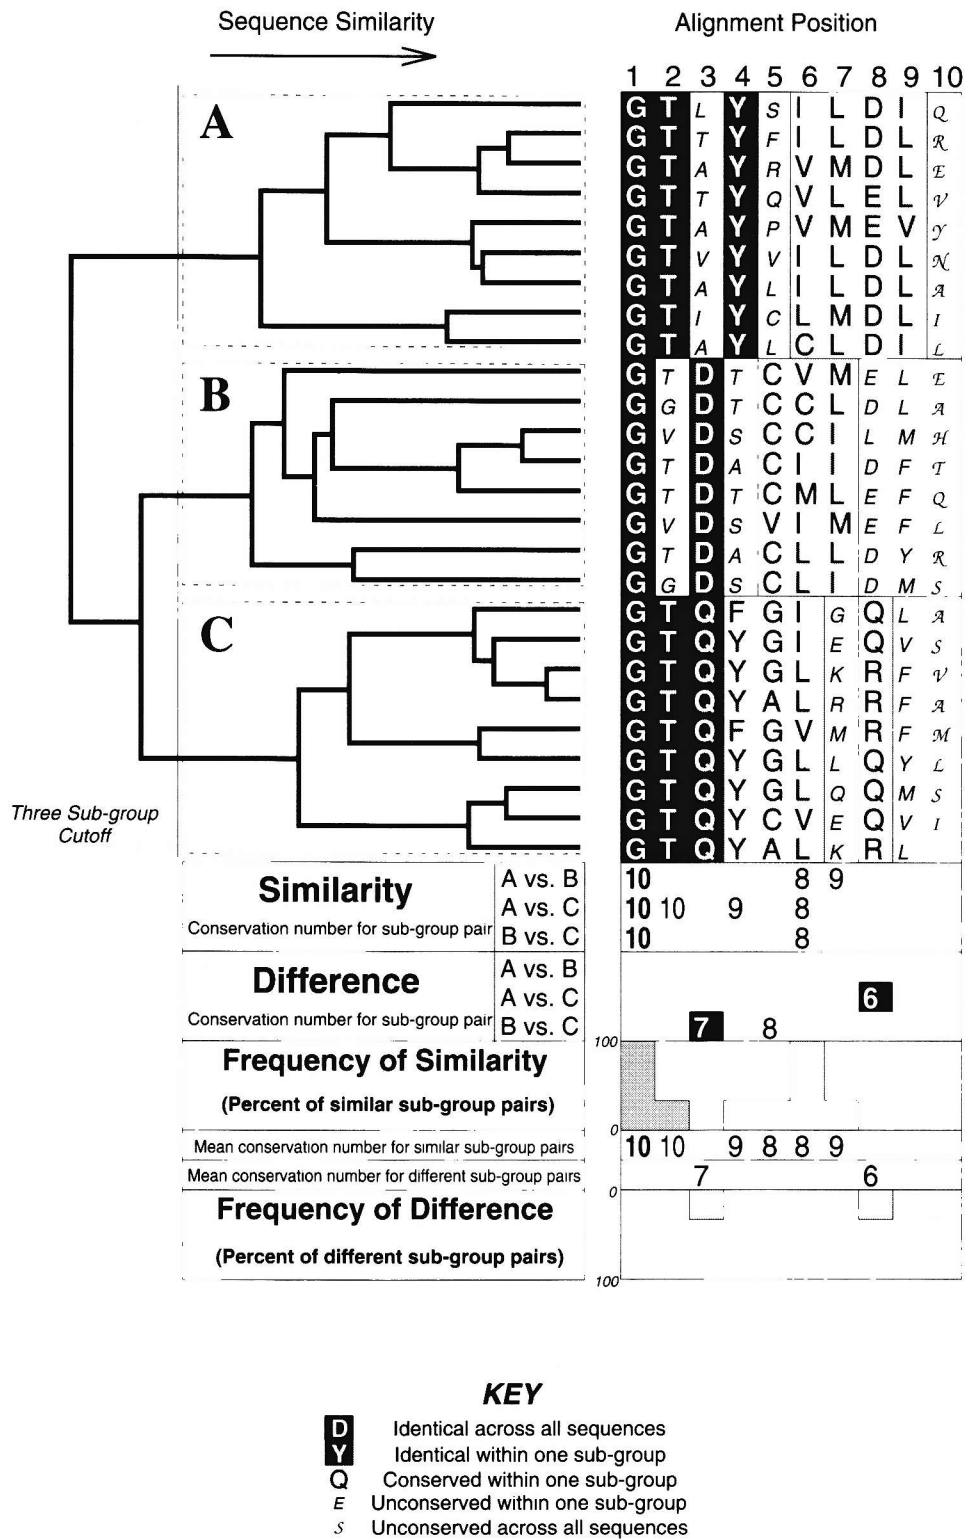 Sequence Similarity
Alignment Position
1 2 3 4 5 6 7 8 9 10
A
G T L Y S I L D I Q
G T T Y F I L D L R
G T A Y R V M D L E
G T T Y Q V L E L V
G T A Y P V M E V Y
G T V Y V I L D L N
G T A Y L I L D L A
G T I Y C L M D L I
G T A Y L C L D I L
B
G T D T C V M E L E
G G D T C C L D L A
G V D S C C I L M H
G T D A C I I D F T
G T D T C M L E F Q
G V D S V I M E F L
G T D A C L L D Y R
G G D S C L I D M S
C
G T Q F G I G Q L A
G T Q Y G I E Q V S
G T Q Y G L K R F V
G T Q Y A L R R F A
G T Q F G V M R F M
G T Q Y G L L Q Y L
G T Q Y G L Q Q M S
G T Q Y C V E Q V I
G T Q Y A L K R L
Three Sub-group
Cutoff
Similarity
Conservation number for sub-group pair
A vs. B
10 8 9
A vs. C
10 10 9 8
B vs. C
10 8
Difference
Conservation number for sub-group pair
A vs. B
A vs. C
6
B vs. C
7 8
Frequency of Similarity
(Percent of similar sub-group pairs)
100
0
Mean conservation number for similar sub-group pairs
10 10 9 8 8 9
Mean conservation number for different sub-group pairs
7 6
Frequency of Difference
(Percent of different sub-group pairs)
0
100
KEY
D Identical across all sequences
Y Identical within one sub-group
Q Conserved within one sub-group
E Unconserved within one sub-group
S Unconserved across all sequences